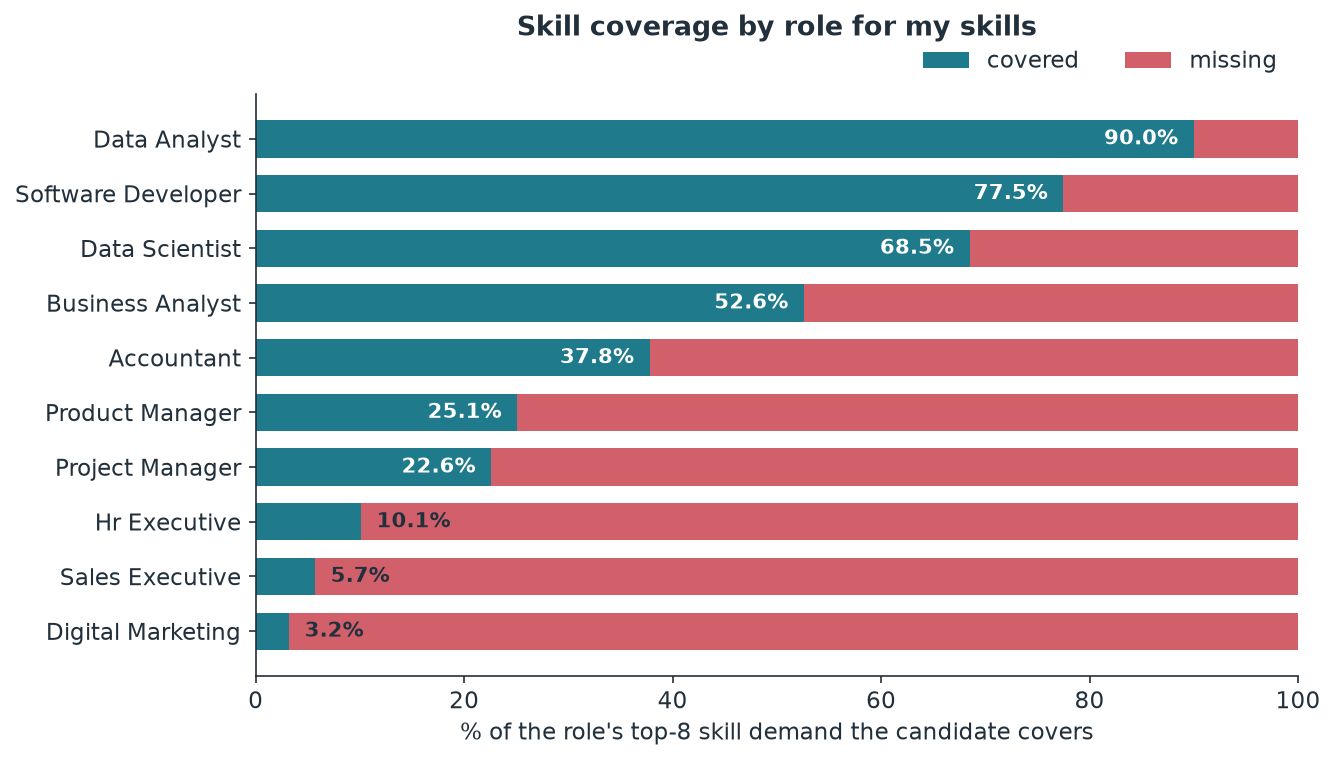 Skill coverage by role for my skills
covered missing
Data Analyst 90.0%
Software Developer 77.5%
Data Scientist 68.5%
Business Analyst 52.6%
Accountant 37.8%
Product Manager 25.1%
Project Manager 22.6%
Hr Executive 10.1%
Sales Executive 5.7%
Digital Marketing 3.2%
0 20 40 60 80 100
% of the role's top-8 skill demand the candidate covers